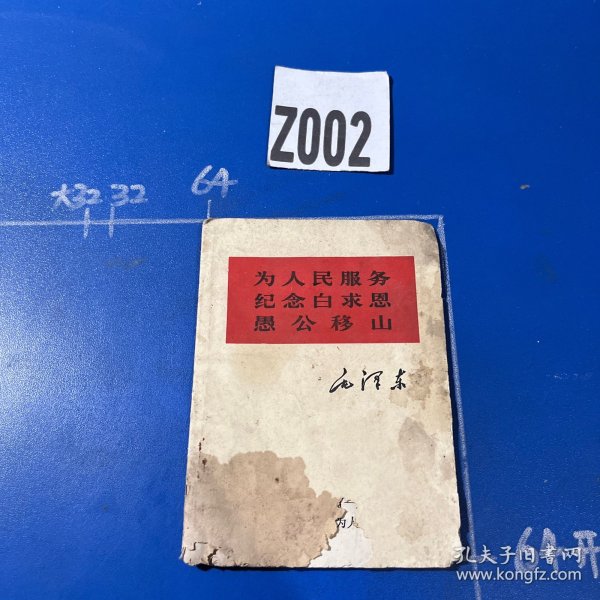 Z002
大32 32 64
为人民服务
纪念白求恩
愚公移山
毛泽东
64开
孔夫子旧书网
www.kongfz.com